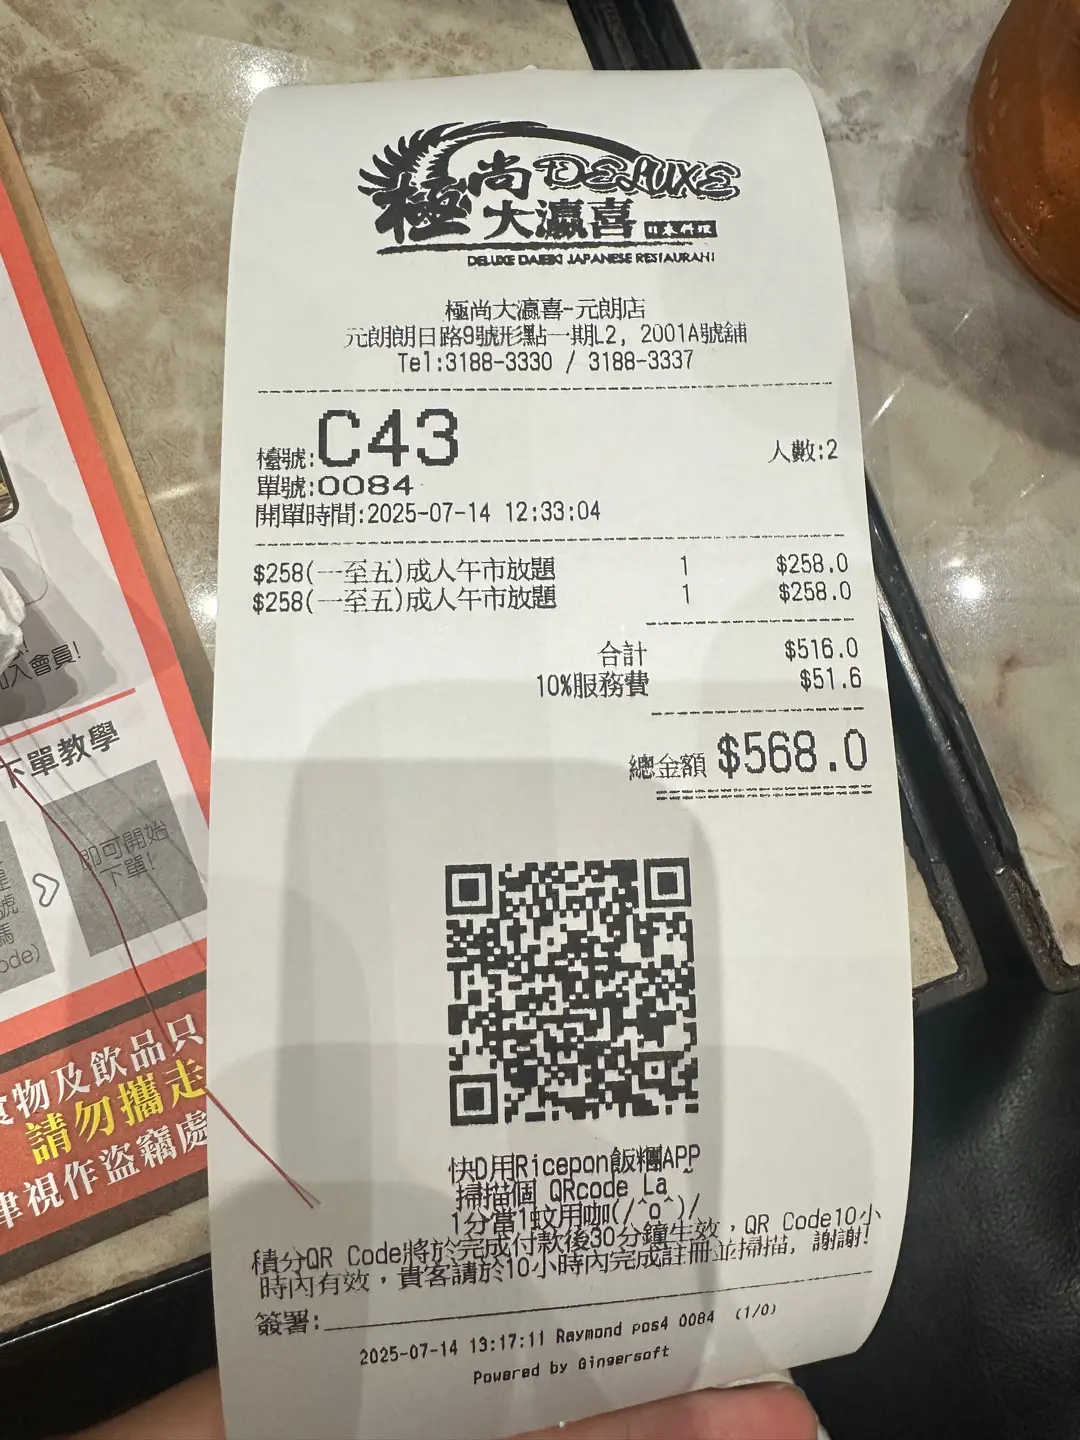 極尚 DELUXE
大瀛喜
DELUXE DAIEIKI JAPANESE RESTAURANT
極尚大瀛喜-元朗店
元朗朗日路9號形點一期L2, 2001A號舖
Tel:3188-3330 / 3188-3337
檯號:C43 人數:2
單號:0084
開單時間:2025-07-14 12:33:04
$258(一至五)成人午市放題 1 $258.0
$258(一至五)成人午市放題 1 $258.0
合計 $516.0
10%服務費 $51.6
總金額 $568.0
快D用Ricepon飯糰APP
掃描個 QRcode La~
1分當1蚊用咖(/^o^)/
積分QR Code將於完成付款後30分鐘生效，QR Code10小
時內有效，貴客請於10小時內完成註冊並掃描, 謝謝!
簽署:
2025-07-14 13:17:11 Raymond pos4 0084 (1/0)
Powered by Gingersoft
加入會員!
下單教學
即可開始
下單!
ode)
食物及飲品只
請勿攜走
律視作盜竊處